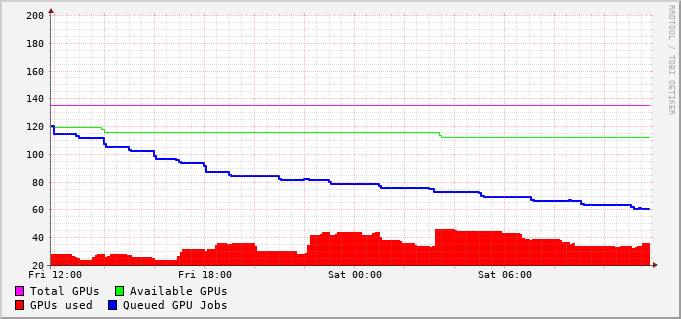 200
180
160
140
120
100
80
60
40
20
Fri 12:00 Fri 18:00 Sat 00:00 Sat 06:00
Total GPUs Available GPUs
GPUs used Queued GPU Jobs
RRDTOOL / TOBI OETIKER